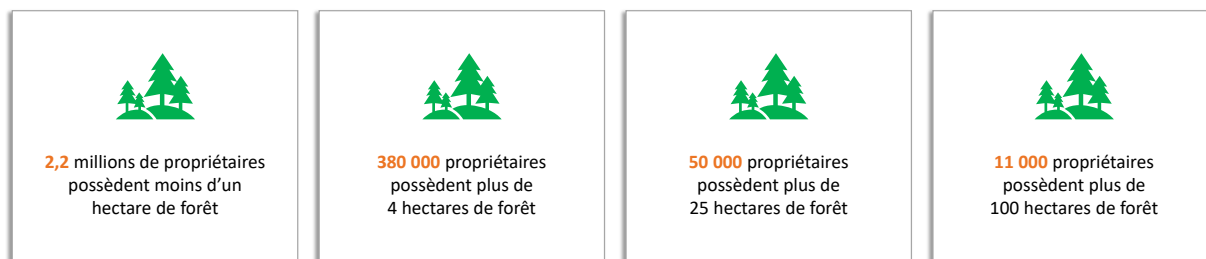 2,2 millions de propriétaires
possèdent moins d’un
hectare de forêt
380 000 propriétaires
possèdent plus de
4 hectares de forêt
50 000 propriétaires
possèdent plus de
25 hectares de forêt
11 000 propriétaires
possèdent plus de
100 hectares de forêt